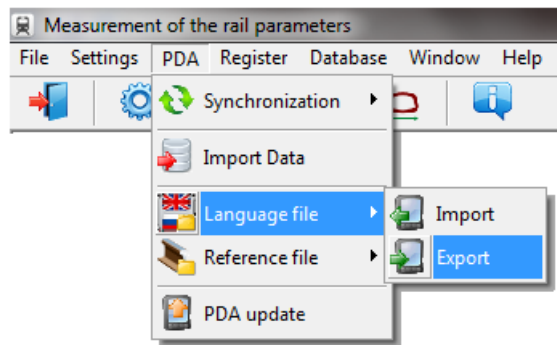 Measurement of the rail parameters
File Settings PDA Register Database Window Help
Synchronization
Import Data
Language file
Import
Reference file
Export
PDA update